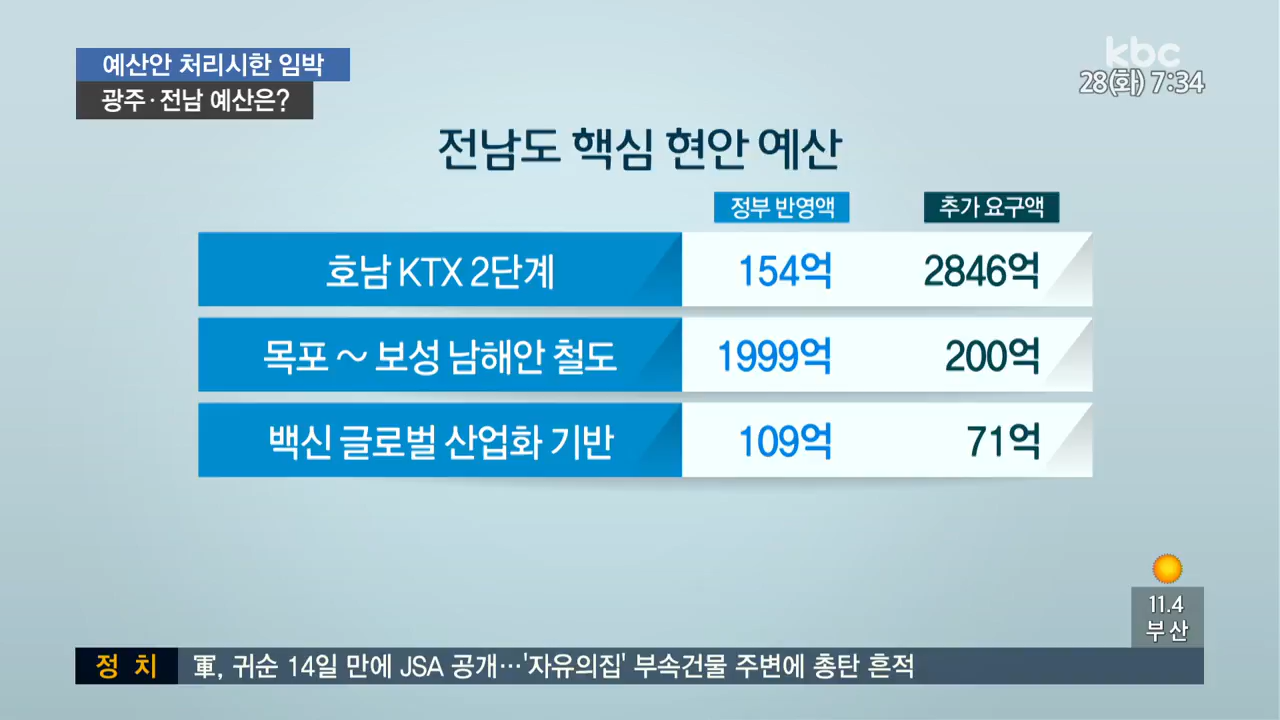 예산안 처리시한 임박
광주·전남 예산은?
kbc
28(화) 7:34
전남도 핵심 현안 예산
정부 반영액 추가 요구액
호남 KTX 2단계 154억 2846억
목포 ~ 보성 남해안 철도 1999억 200억
백신 글로벌 산업화 기반 109억 71억
11.4
부산
정 치 軍, 귀순 14일 만에 JSA 공개…'자유의집' 부속건물 주변에 총탄 흔적